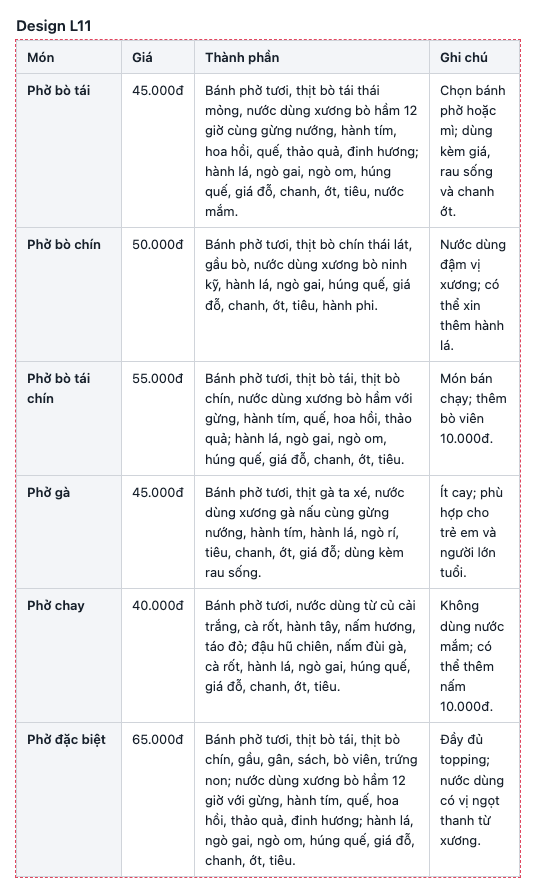 Design L11
Món Giá Thành phần Ghi chú
Phở bò tái 45.000đ Bánh phở tươi, thịt bò tái thái Chọn bánh
mỏng, nước dùng xương bò hầm 12 phở hoặc
giờ cùng gừng nướng, hành tím, mì; dùng
hoa hồi, quế, thảo quả, đinh hương; kèm giá,
hành lá, ngò gai, ngò om, húng rau sống
quế, giá đỗ, chanh, ớt, tiêu, nước và chanh
mắm. ớt.
Phở bò chín 50.000đ Bánh phở tươi, thịt bò chín thái lát, Nước dùng
gầu bò, nước dùng xương bò ninh đậm vị
kỹ, hành lá, ngò gai, húng quế, giá xương; có
đỗ, chanh, ớt, tiêu, hành phi. thể xin
thêm hành
lá.
Phở bò tái 55.000đ Bánh phở tươi, thịt bò tái, thịt bò Món bán
chín chín, nước dùng xương bò hầm với chạy; thêm
gừng, hành tím, quế, hoa hồi, thảo bò viên
quả; hành lá, ngò gai, ngò om, 10.000đ.
húng quế, giá đỗ, chanh, ớt, tiêu.
Phở gà 45.000đ Bánh phở tươi, thịt gà ta xé, nước Ít cay; phù
dùng xương gà nấu cùng gừng hợp cho
nướng, hành tím, hành lá, ngò rí, trẻ em và
tiêu, chanh, ớt, giá đỗ; dùng kèm người lớn
rau sống. tuổi.
Phở chay 40.000đ Bánh phở tươi, nước dùng từ củ cải Không
trắng, cà rốt, hành tây, nấm hương, dùng nước
táo đỏ; đậu hũ chiên, nấm đùi gà, mắm; có
cà rốt, hành lá, ngò gai, húng quế, thể thêm
giá đỗ, chanh, ớt, tiêu. nấm
10.000đ.
Phở đặc biệt 65.000đ Bánh phở tươi, thịt bò tái, thịt bò Đầy đủ
chín, gầu, gân, sách, bò viên, trứng topping;
non; nước dùng xương bò hầm 12 nước dùng
giờ với gừng, hành tím, quế, hoa có vị ngọt
hồi, thảo quả, đinh hương; hành lá, thanh từ
ngò gai, ngò om, húng quế, giá đỗ, xương.
chanh, ớt, tiêu.